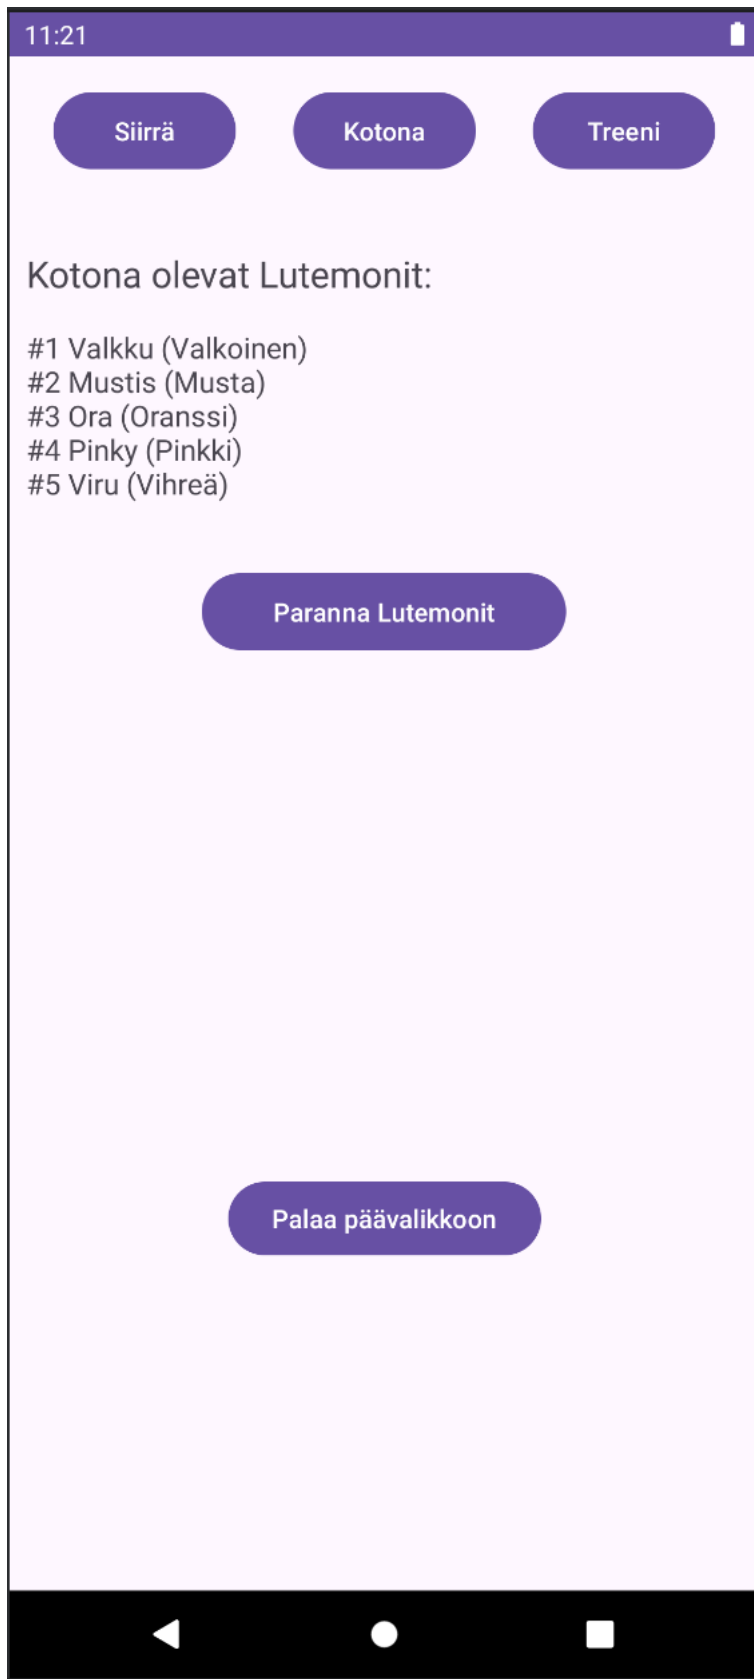 11:21
Siirrä Kotona Treeni
Kotona olevat Lutemonit:
#1 Valkku (Valkoinen)
#2 Mustis (Musta)
#3 Ora (Oranssi)
#4 Pinky (Pinkki)
#5 Viru (Vihreä)
Paranna Lutemonit
Palaa päävalikkoon